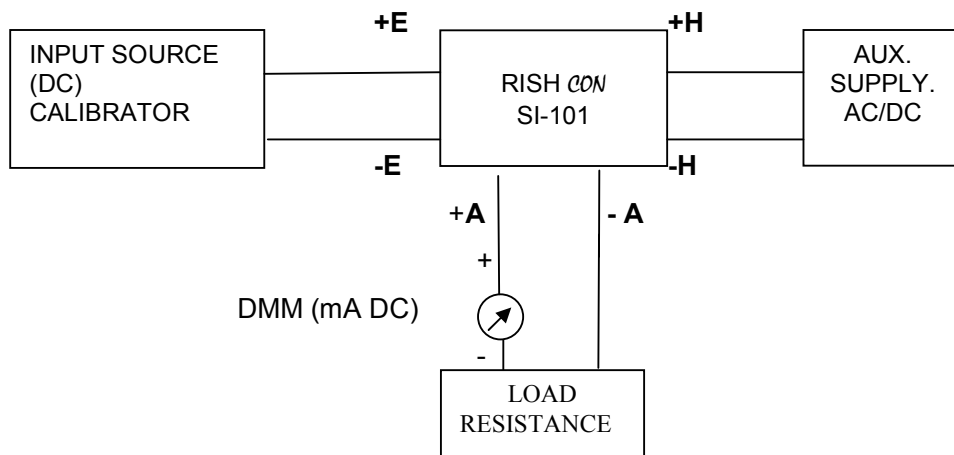 +E
+H
INPUT SOURCE
(DC)
CALIBRATOR
RISH CON
SI-101
AUX.
SUPPLY.
AC/DC
-E
-H
+A
- A
+
DMM (mA DC)
-
LOAD
RESISTANCE